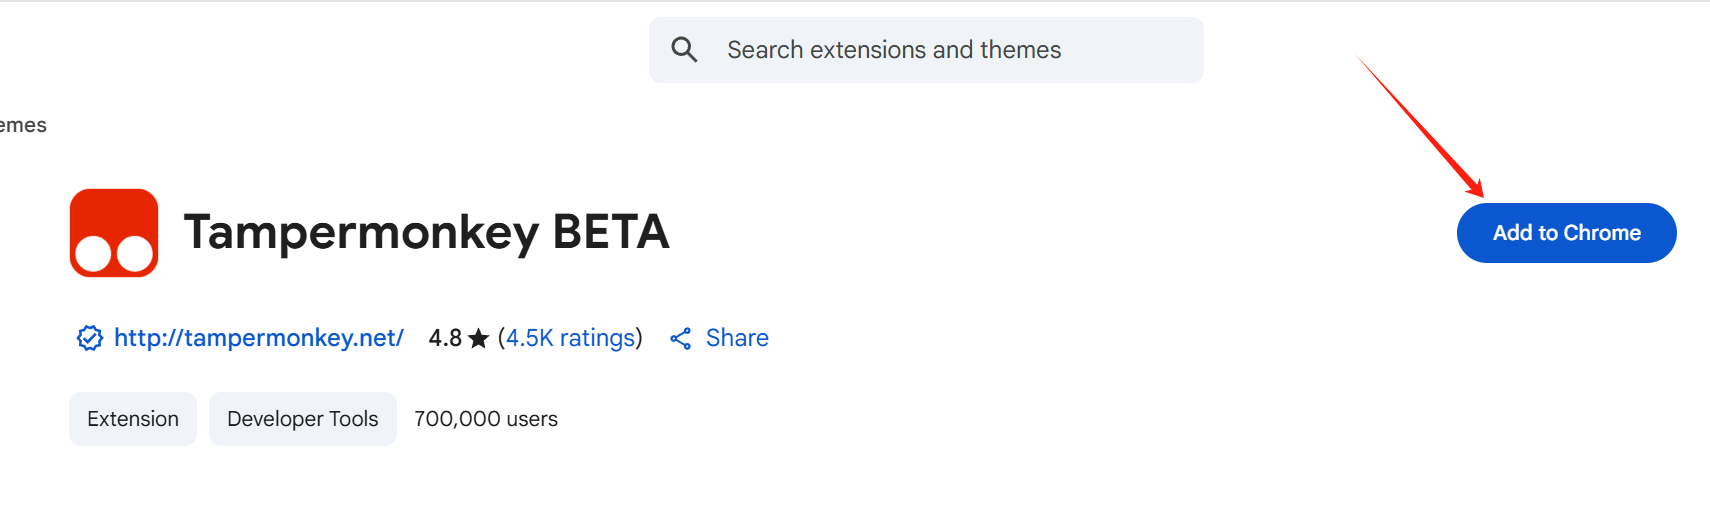 Search extensions and themes
emes
Tampermonkey BETA
Add to Chrome
http://tampermonkey.net/ 4.8★ (4.5K ratings) Share
Extension Developer Tools 700,000 users